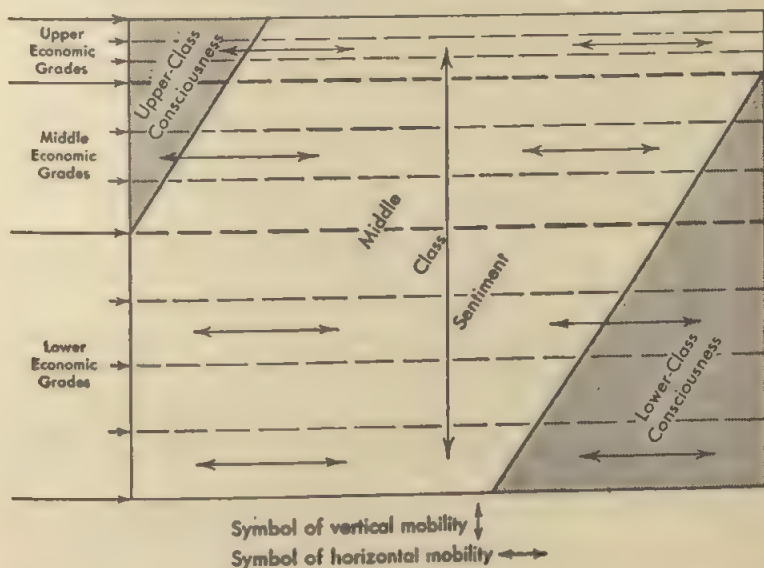 Upper
Economic
Grades
Upper-Class
Consciousness
Middle
Economic
Grades
Middle
Class
Sentiment
Lower
Economic
Grades
Lower-Class
Consciousness
Symbol of vertical mobility
Symbol of horizontal mobility